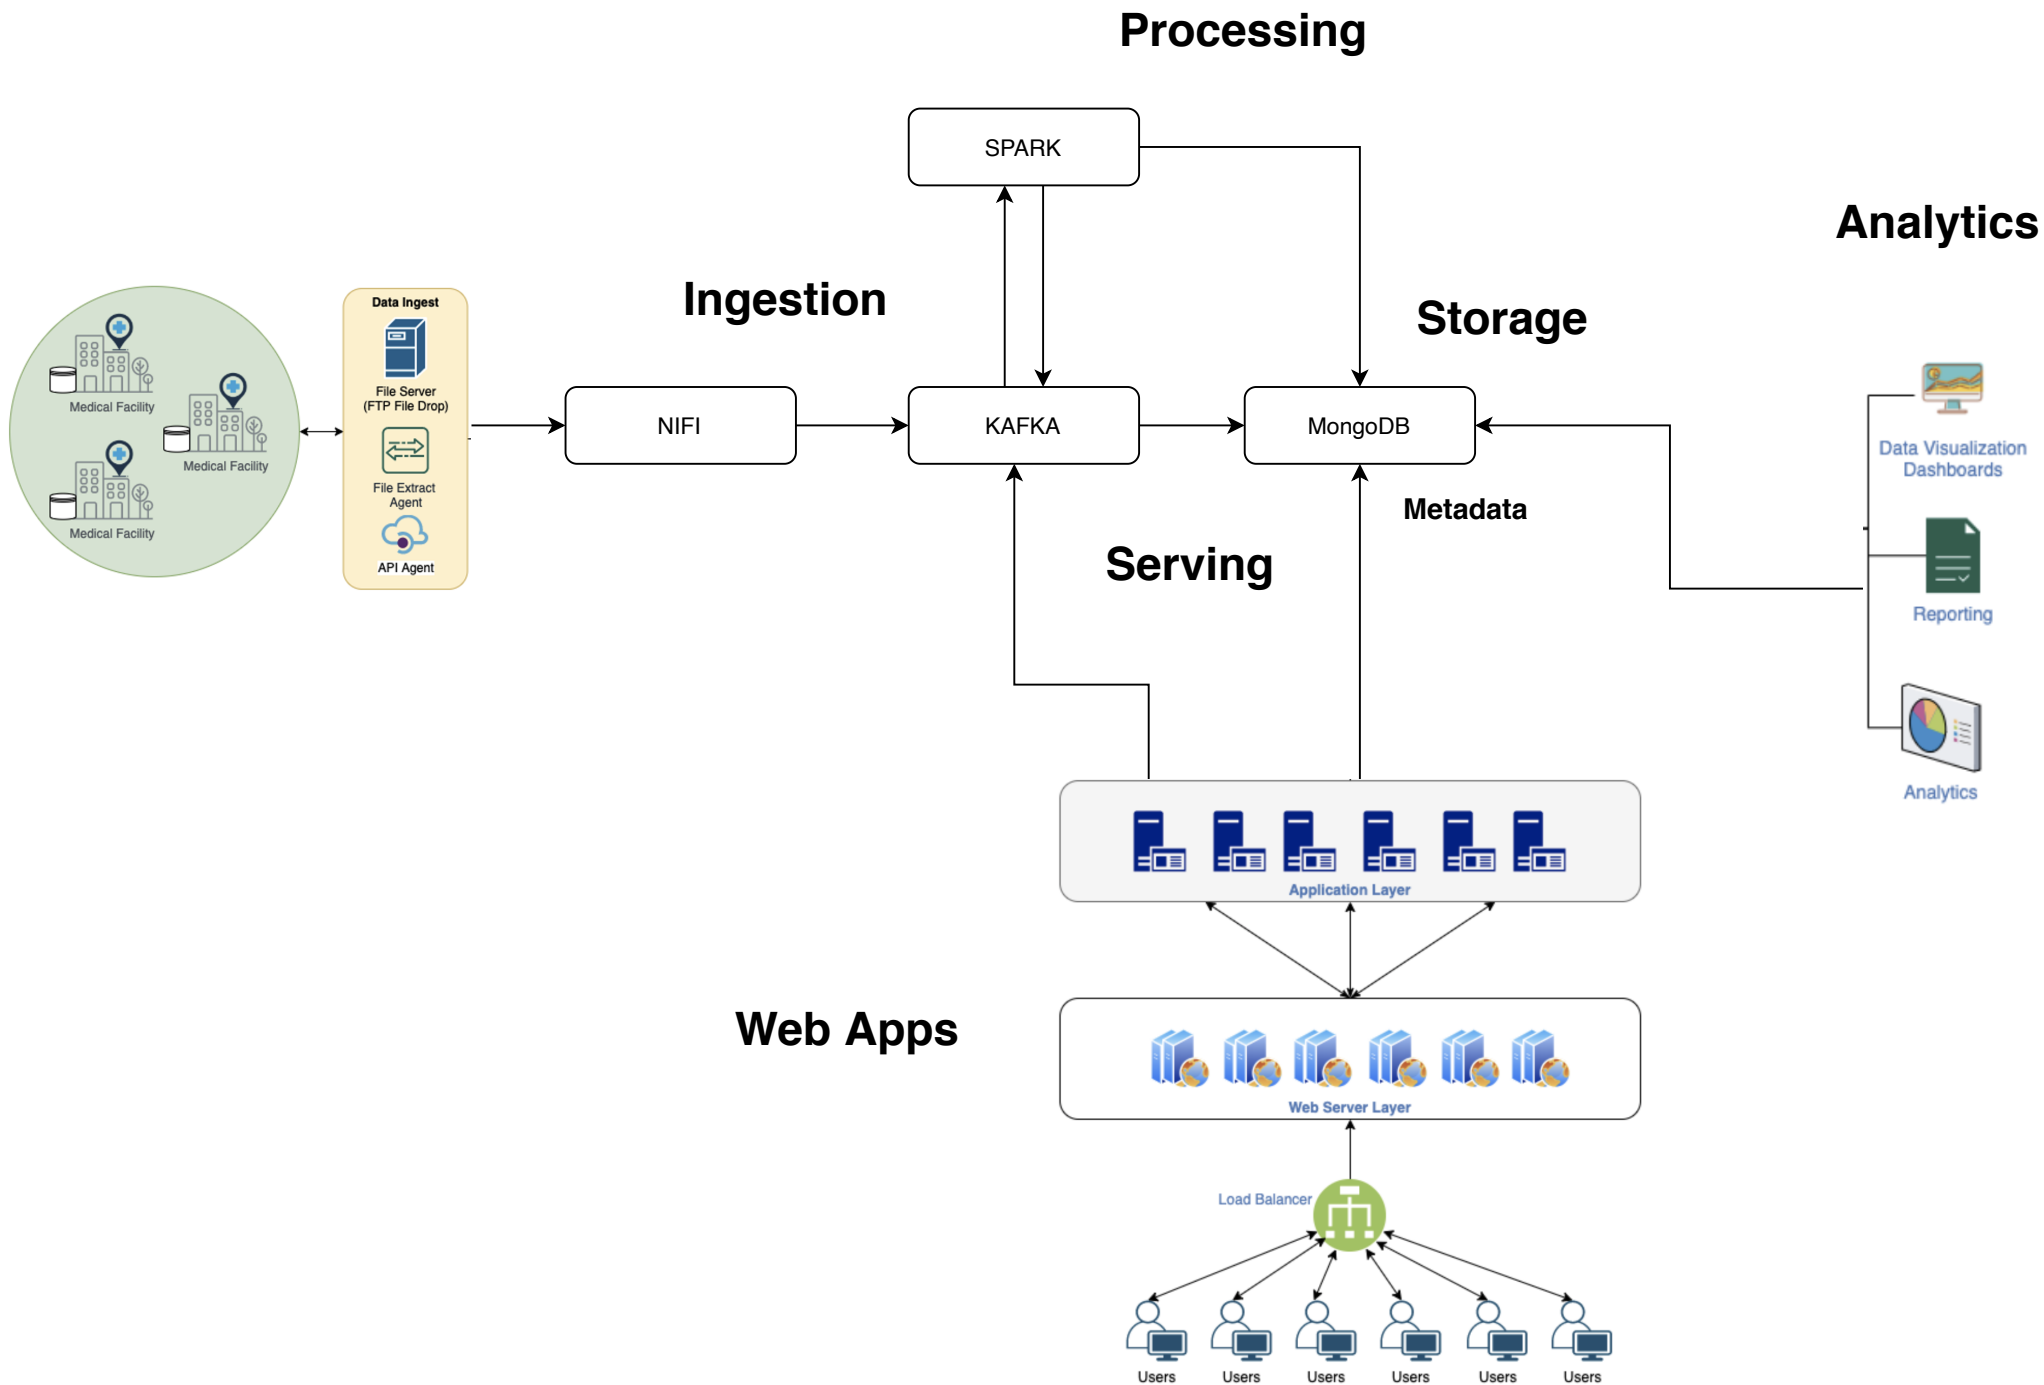 Processing
SPARK
Analytics
Ingestion
Storage
Data Ingest
File Server
(FTP File Drop)
File Extract
Agent
API Agent
Medical Facility
Medical Facility
Medical Facility
NIFI
KAFKA
MongoDB
Metadata
Serving
Data Visualization
Dashboards
Reporting
Analytics
Application Layer
Web Apps
Web Server Layer
Load Balancer
Users
Users
Users
Users
Users
Users